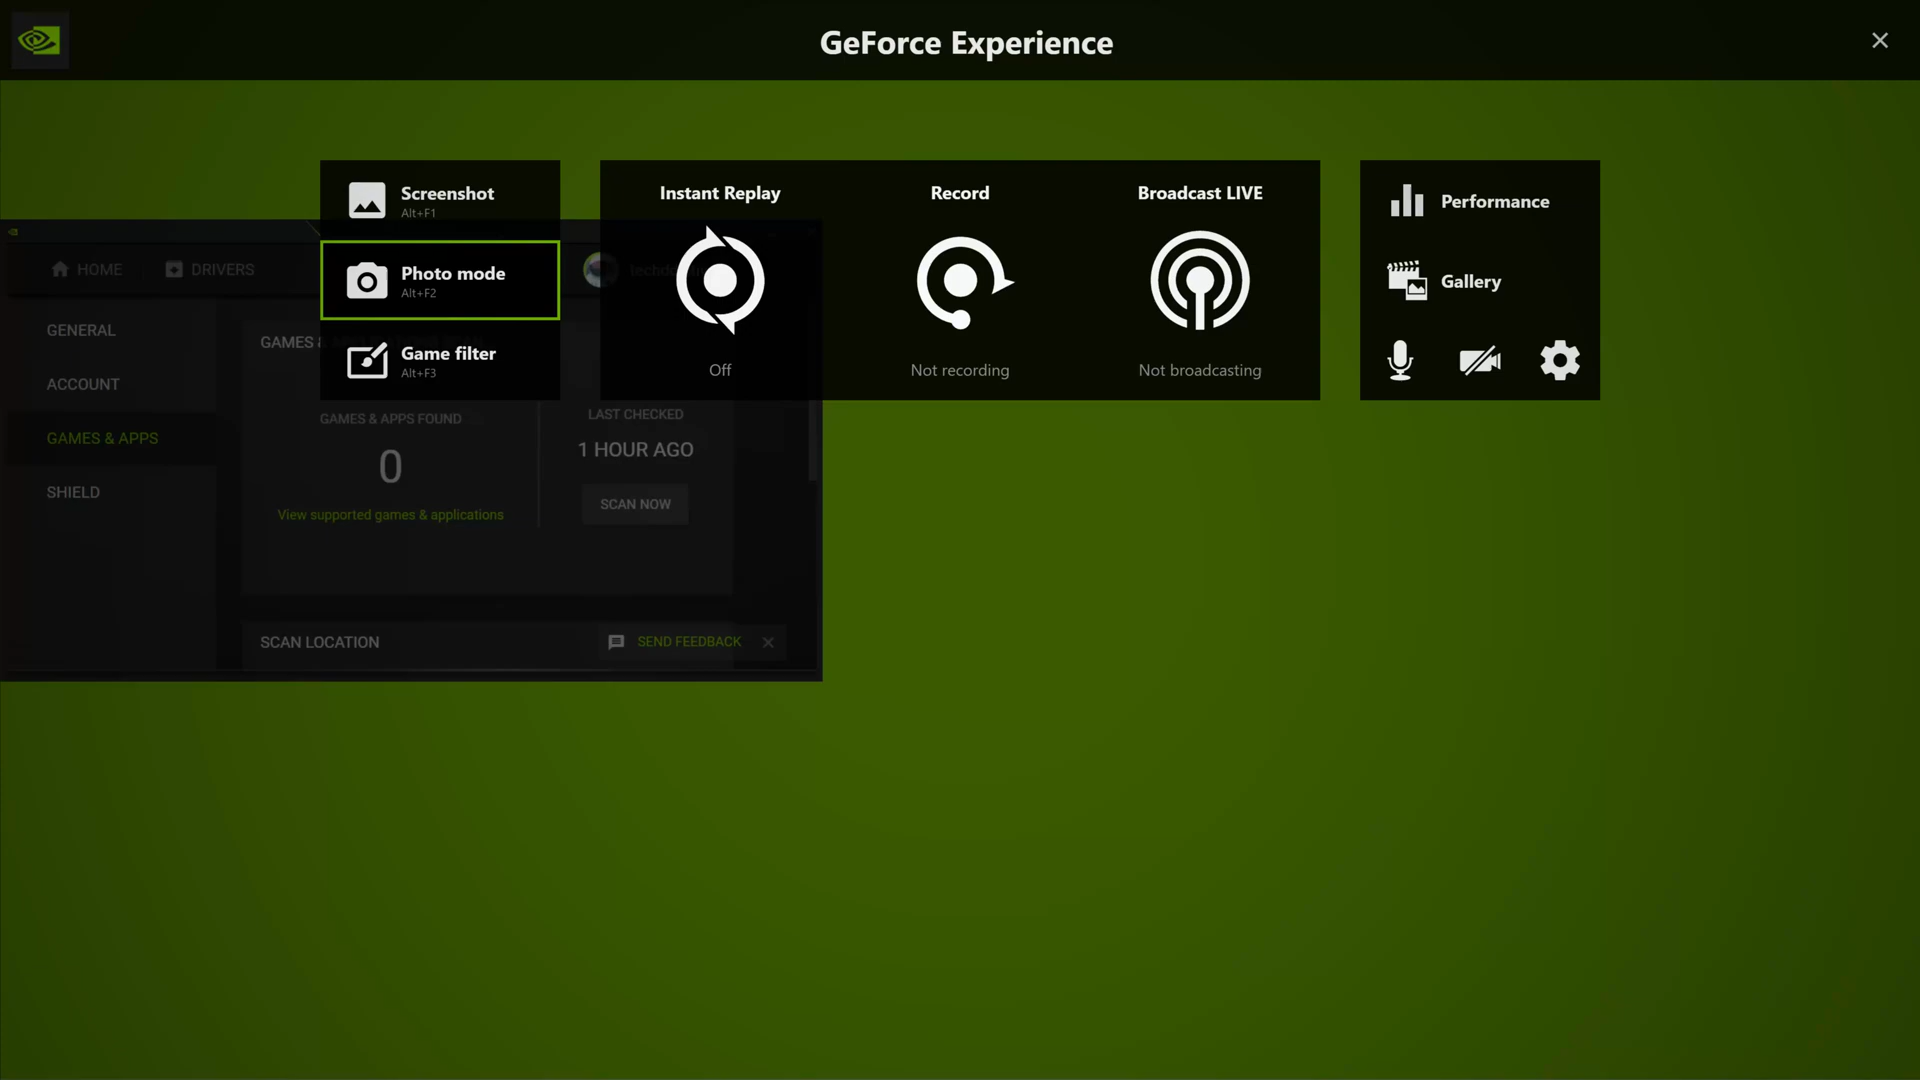 GeForce Experience
Screenshot
Alt+F1
Photo mode
Alt+F2
Game filter
Alt+F3
Instant Replay
Off
Record
Not recording
Broadcast LIVE
Not broadcasting
Performance
Gallery
HOME
DRIVERS
GENERAL
ACCOUNT
GAMES & APPS
SHIELD
GAMES &
GAMES & APPS FOUND
0
View supported games & applications
LAST CHECKED
1 HOUR AGO
SCAN NOW
SCAN LOCATION
SEND FEEDBACK